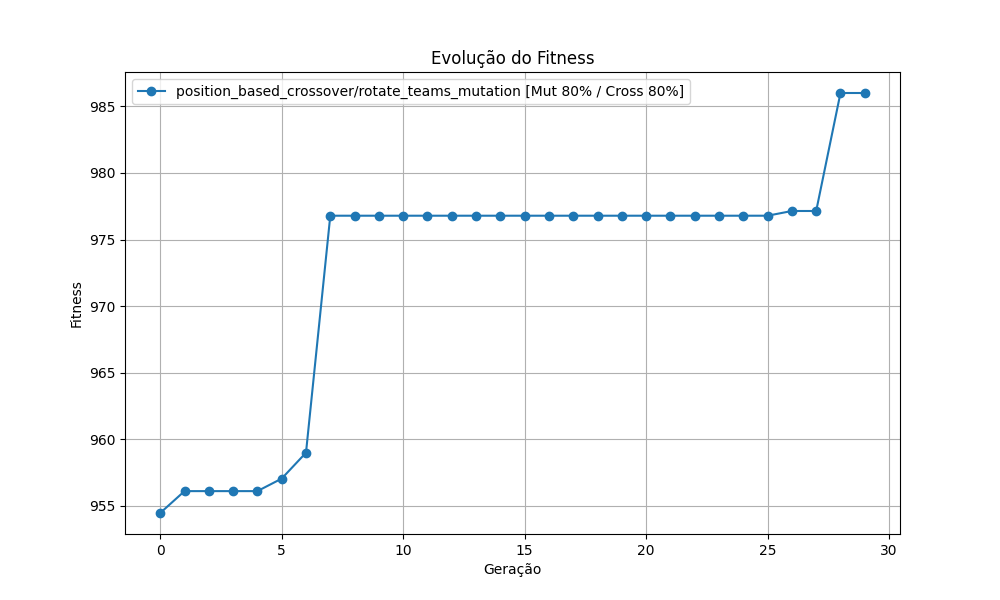 Evolução do Fitness
position_based_crossover/rotate_teams_mutation [Mut 80% / Cross 80%]
Fitness
985
980
975
970
965
960
955
0 5 10 15 20 25 30
Geração